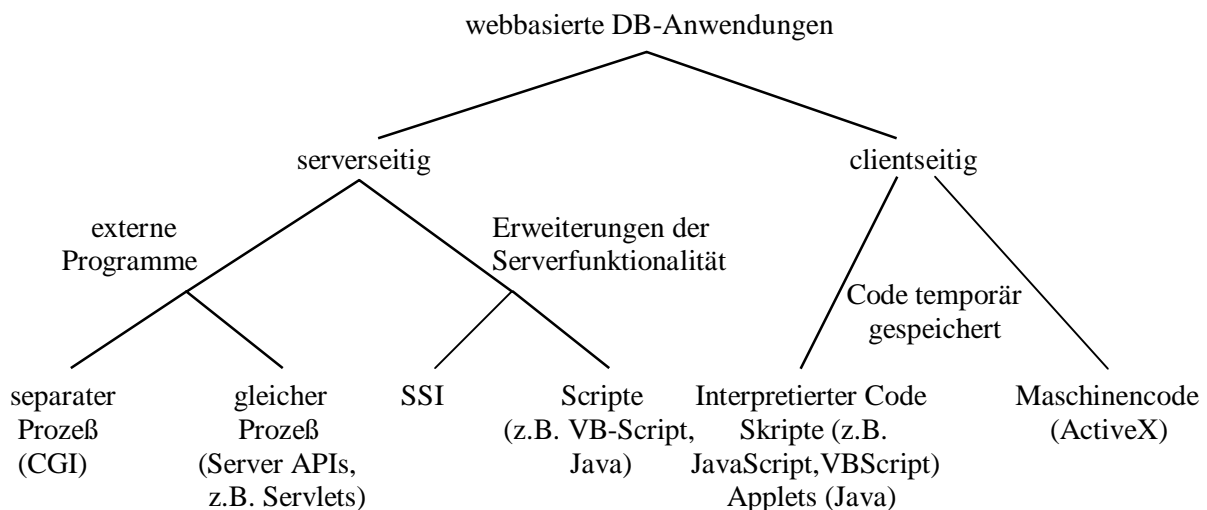 webbasierte DB-Anwendungen
serverseitig
clientseitig
externe
Programme
Erweiterungen der
Serverfunktionalität
Code temporär
gespeichert
separater
Prozeß
(CGI)
gleicher
Prozeß
(Server APIs,
z.B. Servlets)
SSI
Scripte
(z.B. VB-Script,
Java)
Interpretierter Code
Skripte (z.B.
JavaScript,VBScript)
Applets (Java)
Maschinencode
(ActiveX)